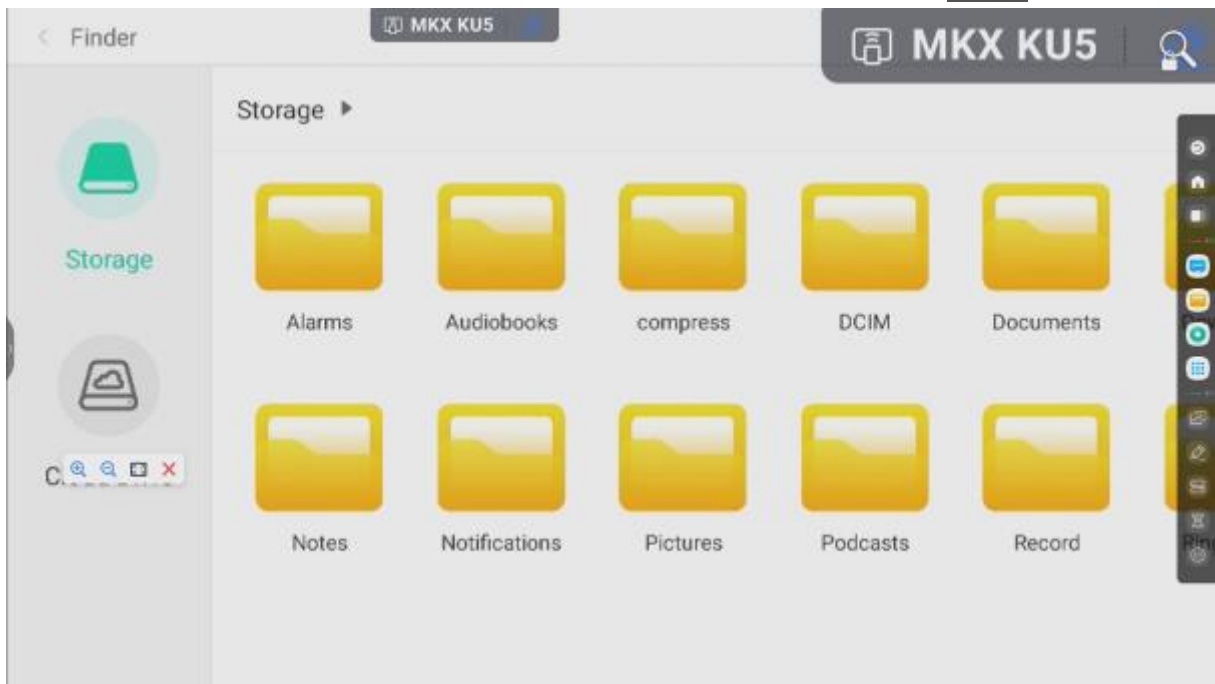 Finder
MKX KU5
MKX KU5
Storage
Storage
Alarms
Audiobooks
compress
DCIM
Documents
Notes
Notifications
Pictures
Podcasts
Record